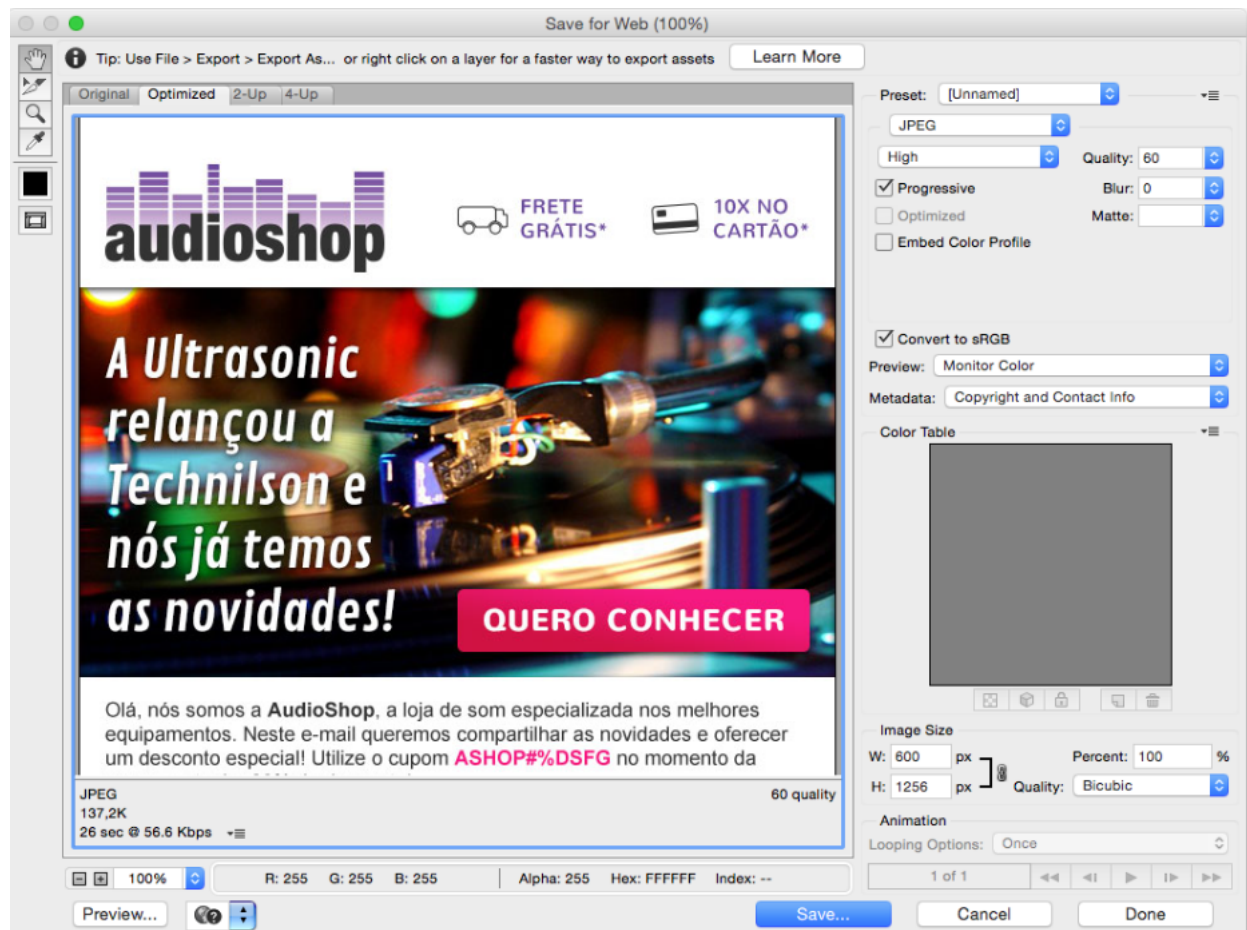 Save for Web (100%)
Tip: Use File > Export > Export As... or right click on a layer for a faster way to export assets
Learn More
Original Optimized 2-Up 4-Up
audioshop
FRETE
GRÁTIS*
10X NO
CARTÃO*
A Ultrasonic
relançou a
Technilson e
nós já temos
as novidades!
QUERO CONHECER
Olá, nós somos a AudioShop, a loja de som especializada nos melhores
equipamentos. Neste e-mail queremos compartilhar as novidades e oferecer
um desconto especial! Utilize o cupom ASHOP#%DSFG no momento da
JPEG
60 quality
137,2K
26 sec @ 56.6 Kbps
100%
R: 255 G: 255 B: 255
Alpha: 255 Hex: FFFFFF Index: --
Preview...
Preset: [Unnamed]
JPEG
High
Quality: 60
Progressive
Blur: 0
Optimized
Matte:
Embed Color Profile
Convert to sRGB
Preview: Monitor Color
Metadata: Copyright and Contact Info
Color Table
Image Size
W: 600 px
Percent: 100 %
H: 1256 px
Quality: Bicubic
Animation
Looping Options: Once
1 of 1
Save...
Cancel
Done